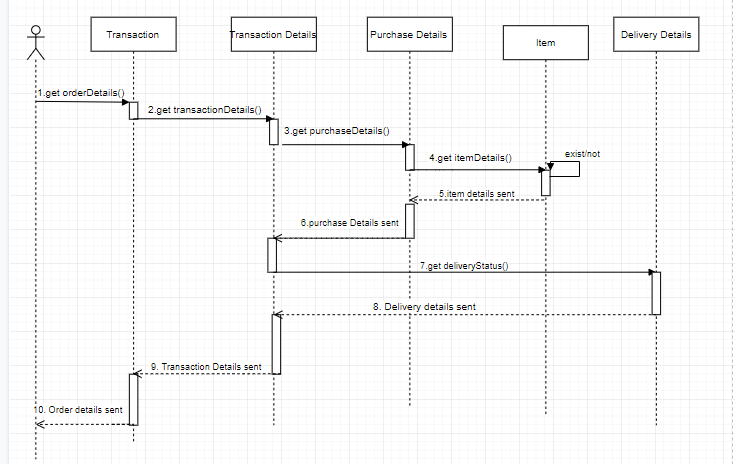 Transaction
Transaction Details
Purchase Details
Item
Delivery Details
1.get orderDetails()
2.get transactionDetails()
3.get purchaseDetails()
4.get itemDetails()
exist/not
5.item details sent
6.purchase Details sent
7.get deliveryStatus()
8. Delivery details sent
9. Transaction Details sent
10. Order details sent